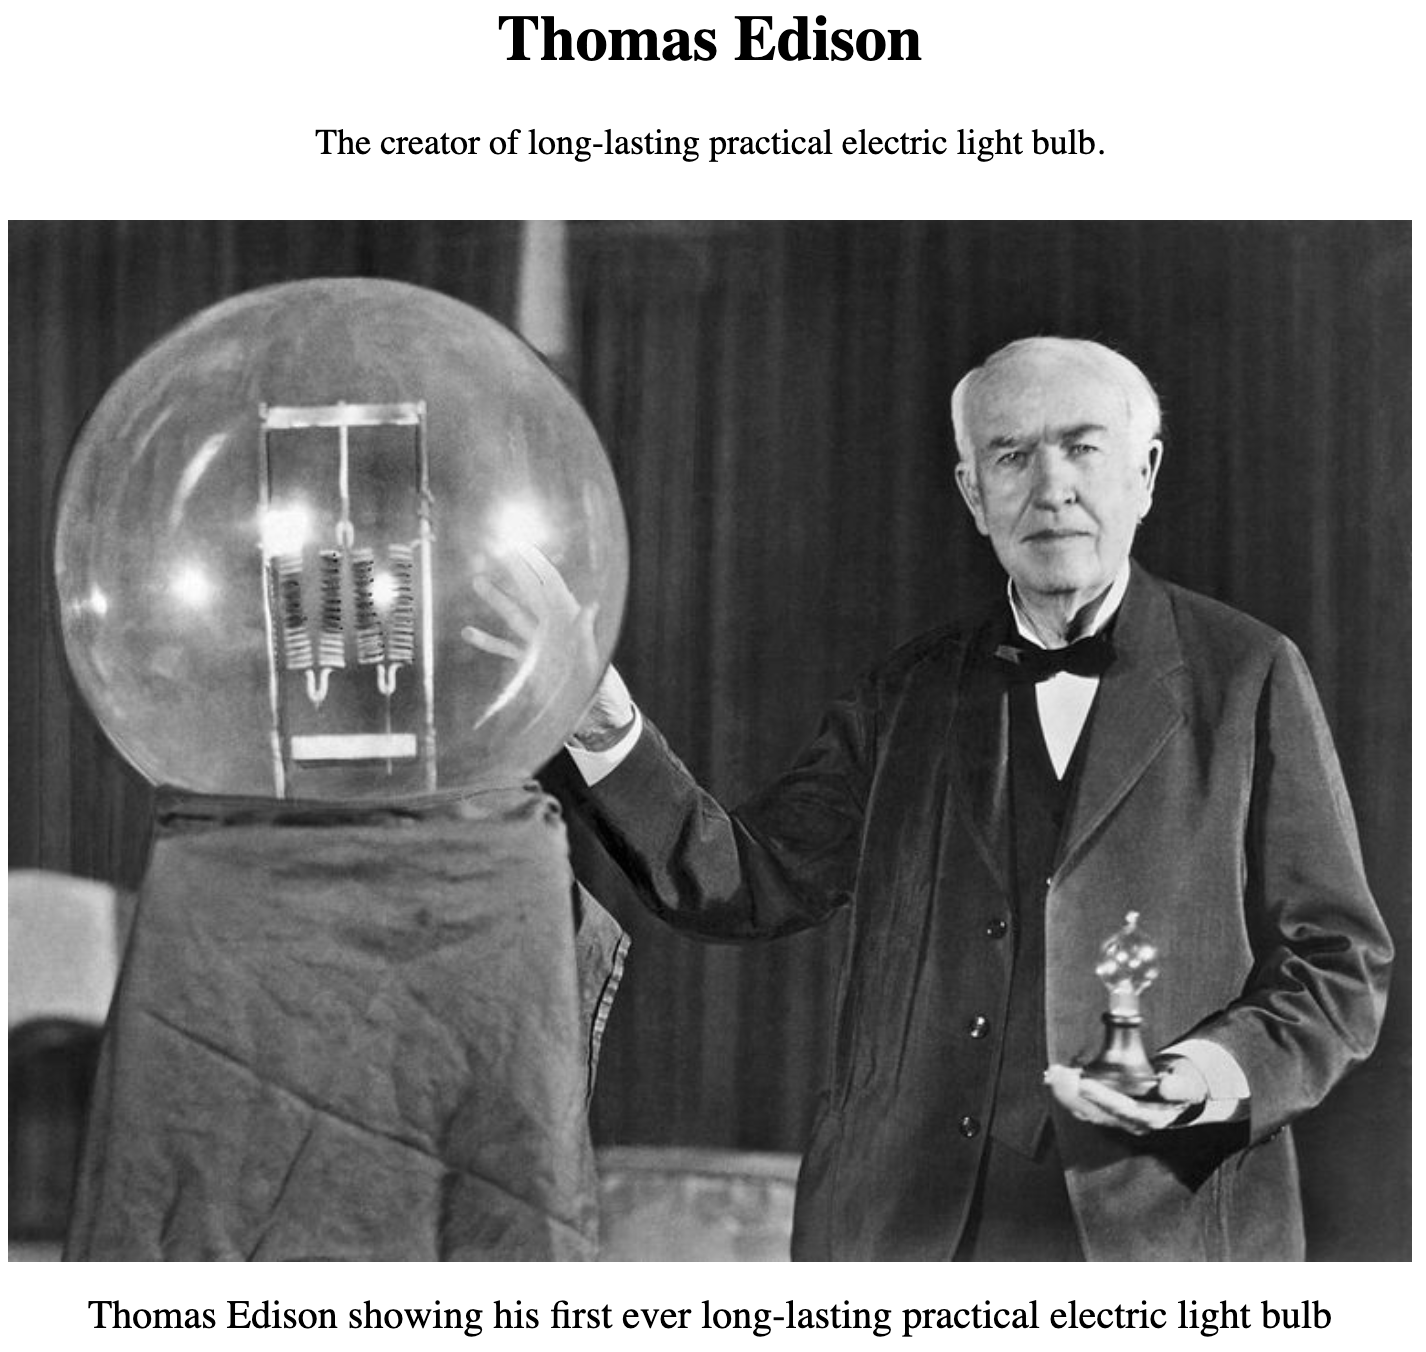 Thomas Edison
The creator of long-lasting practical electric light bulb.
Thomas Edison showing his first ever long-lasting practical electric light bulb